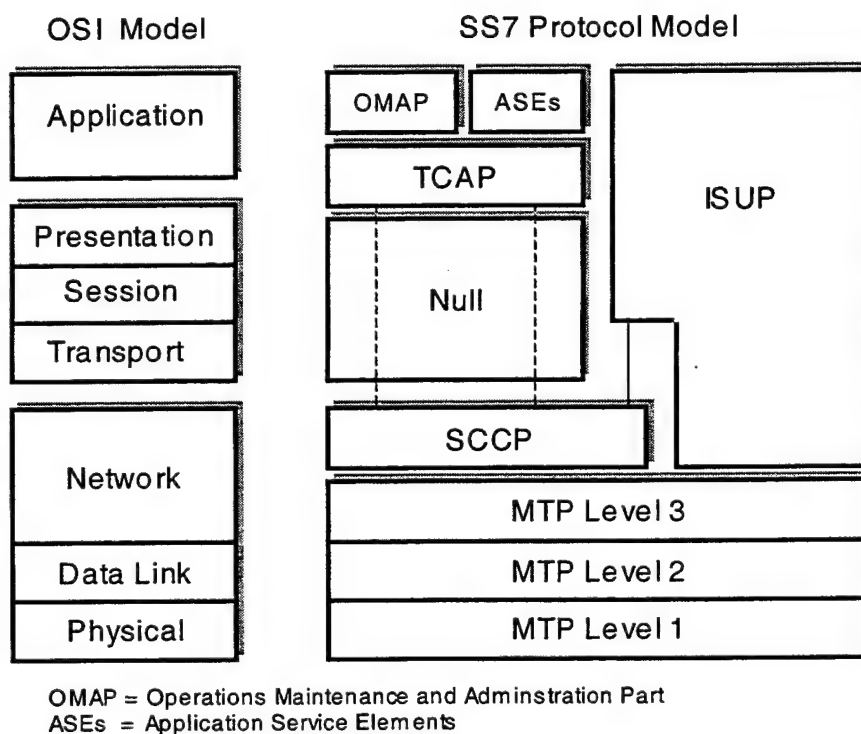 OSI Model
SS7 Protocol Model
Application
Presentation
Session
Transport
Network
Data Link
Physical
OMAP
ASEs
TCAP
Null
SCCP
ISUP
MTP Level 3
MTP Level 2
MTP Level 1
OMAP = Operations Maintenance and Adminstration Part
ASEs = Application Service Elements